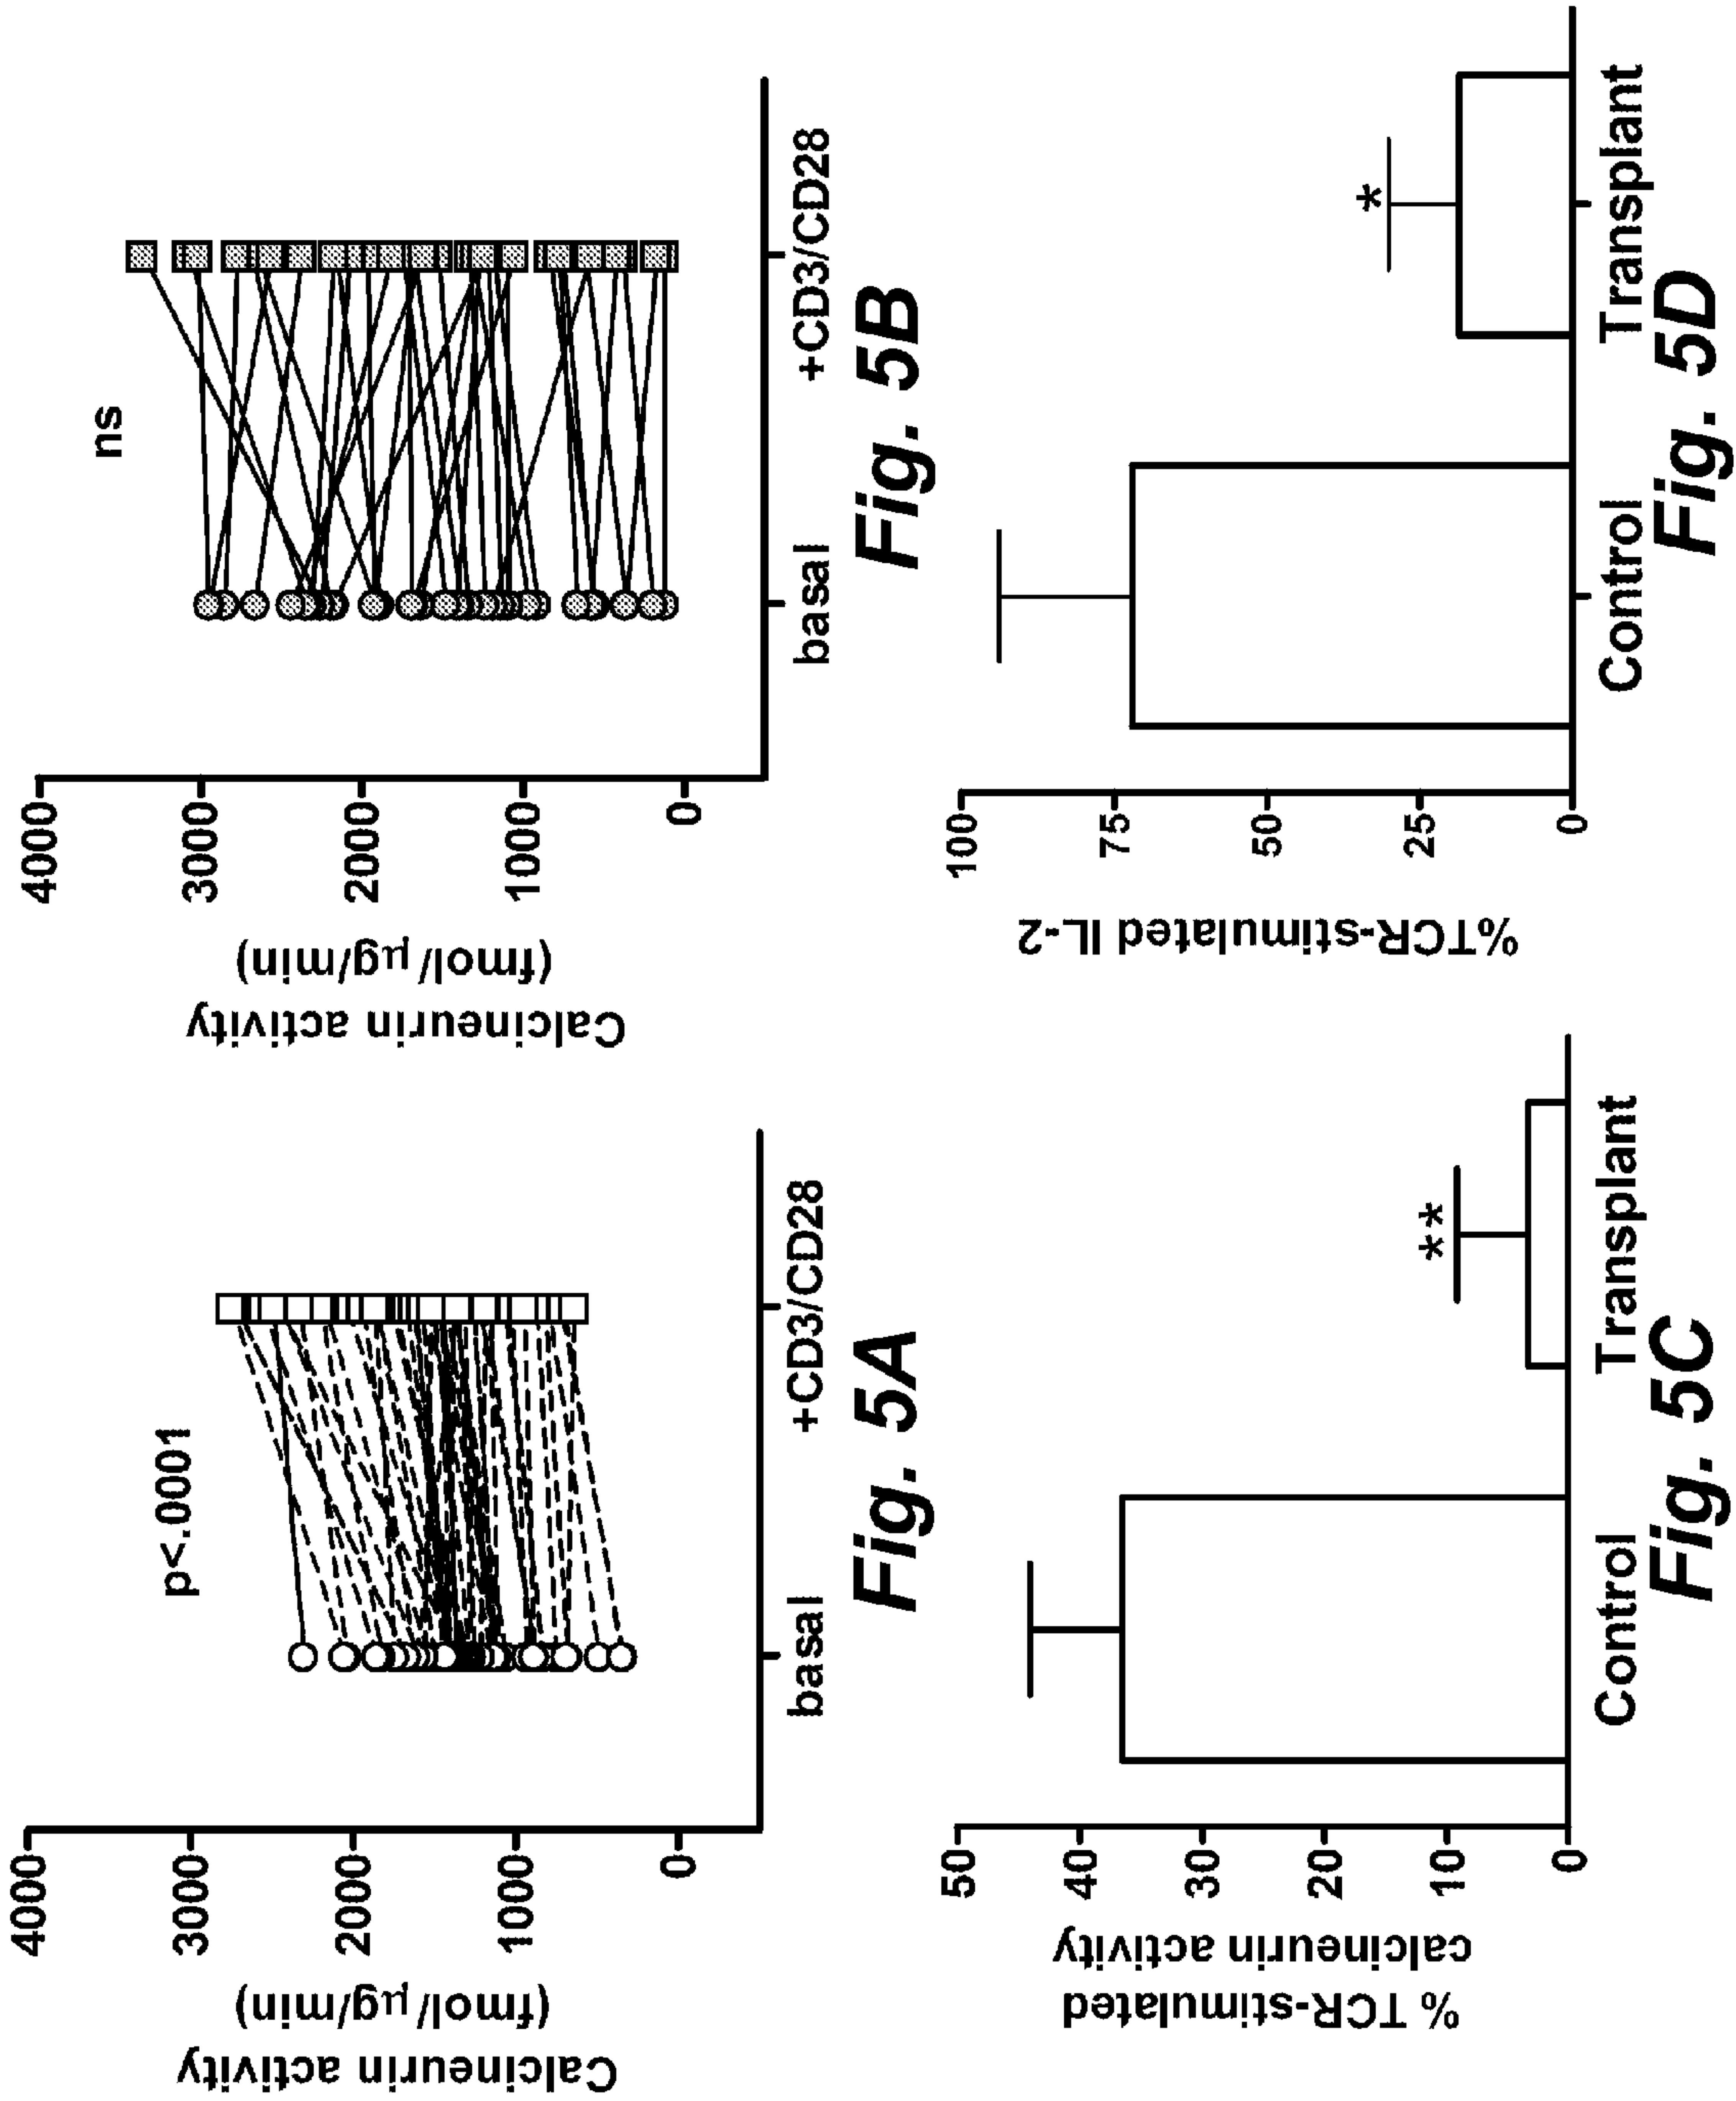 Calcineurin activity
(fmol/µg/min)
4000
3000
2000
1000
0
p<.0001
basal
+CD3/CD28
Fig. 5A
Calcineurin activity
(fmol/µg/min)
4000
3000
2000
1000
0
ns
basal
+CD3/CD28
Fig. 5B
% TCR-stimulated
calcineurin activity
50
40
30
20
10
0
**
Control
Transplant
Fig. 5C
%TCR-stimulated IL-2
100
75
50
25
0
*
Control
Transplant
Fig. 5D